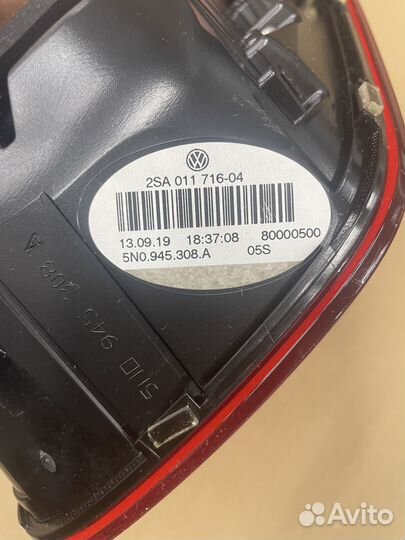 2SA 011 716-04
13.09.19 18:37:08 80000500
5N0.945.308.A 05S
5N0 945 308 A
Avito